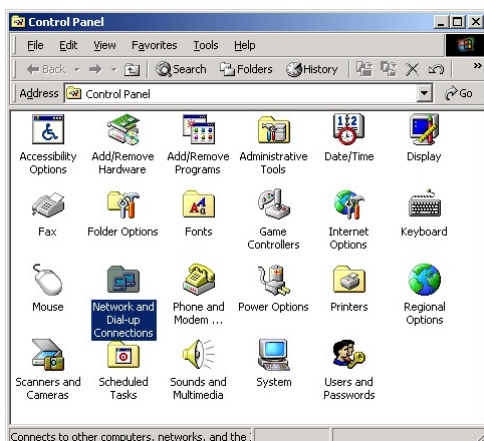 Control Panel
File Edit View Favorites Tools Help
Back Search Folders History »
Address Control Panel Go
Accessibility Options
Add/Remove Hardware
Add/Remove Programs
Administrative Tools
Date/Time
Display
Fax
Folder Options
Fonts
Game Controllers
Internet Options
Keyboard
Mouse
Network and Dial-up Connections
Phone and Modem ...
Power Options
Printers
Regional Options
Scanners and Cameras
Scheduled Tasks
Sounds and Multimedia
System
Users and Passwords
Connects to other computers, networks, and the